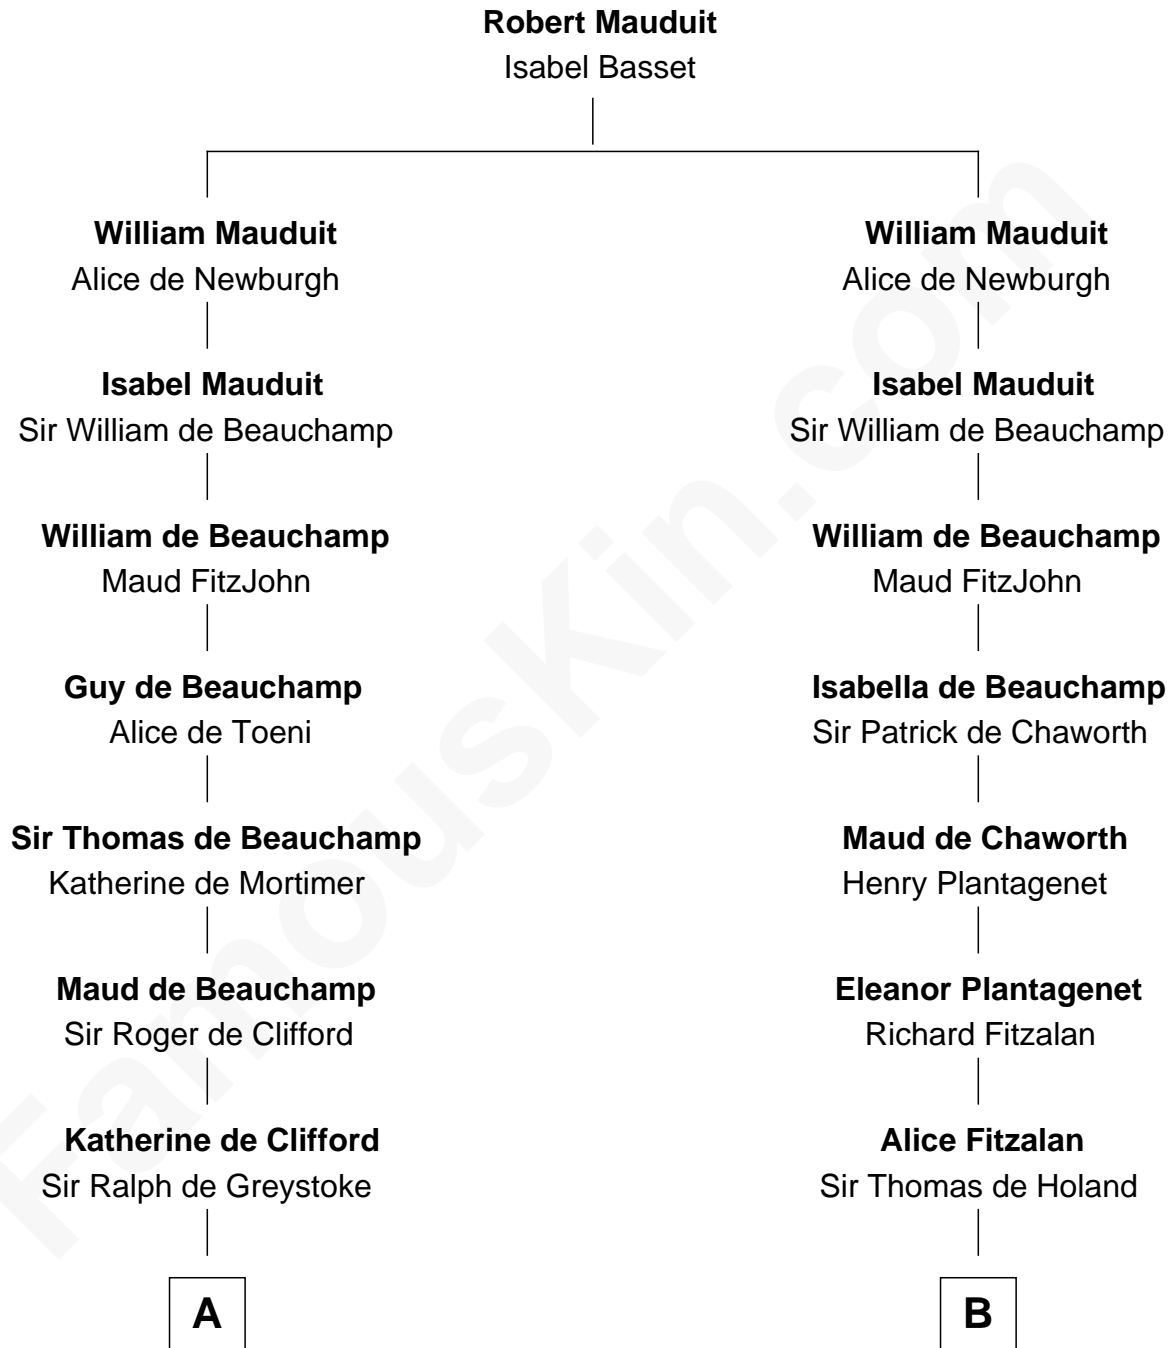 Robert Mauduit
Isabel Basset
William Mauduit
Alice de Newburgh
William Mauduit
Alice de Newburgh
Isabel Mauduit
Sir William de Beauchamp
Isabel Mauduit
Sir William de Beauchamp
William de Beauchamp
Maud FitzJohn
William de Beauchamp
Maud FitzJohn
Guy de Beauchamp
Alice de Toeni
Isabella de Beauchamp
Sir Patrick de Chaworth
Sir Thomas de Beauchamp
Katherine de Mortimer
Maud de Chaworth
Henry Plantagenet
Maud de Beauchamp
Sir Roger de Clifford
Eleanor Plantagenet
Richard Fitzalan
Katherine de Clifford
Sir Ralph de Greystoke
Alice Fitzalan
Sir Thomas de Holand
A
B
FamousKin.com